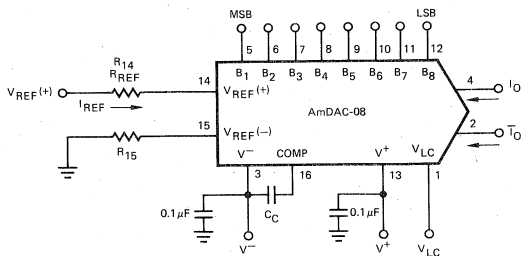 MSB LSB
5 6 7 8 9 10 11 12
B1 B2 B3 B4 B5 B6 B7 B8
R14
RREF
VREF(+)
IREF
14
VREF(+)
AmDAC-08
4
IO
15
VREF(−)
2
I̅O
R15
V− COMP V+ VLC
3 16 13 1
0.1µF
CC
0.1µF
V− V+ VLC